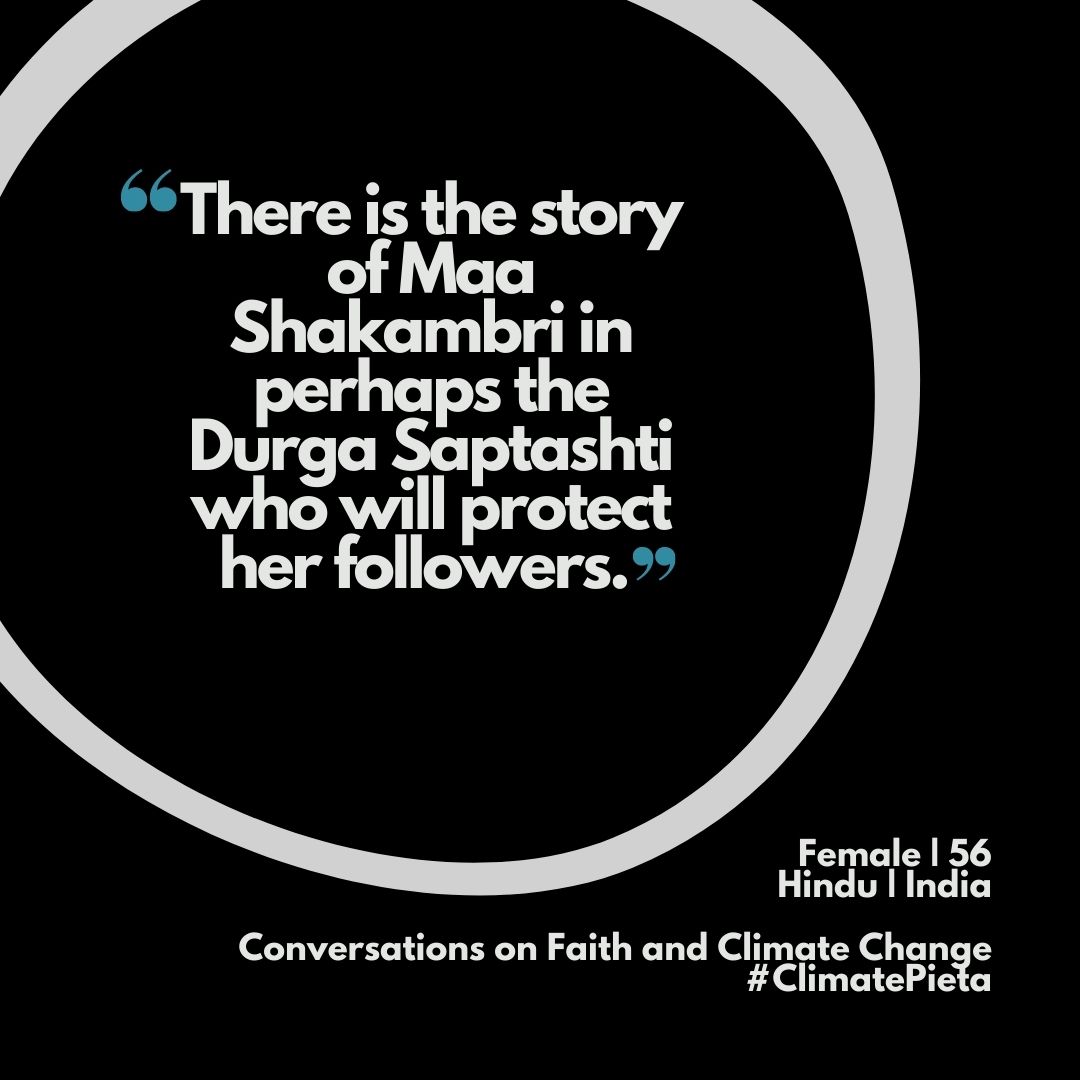 “There is the story
of Maa
Shakambri in
perhaps the
Durga Saptashti
who will protect
her followers.”
Female | 56
Hindu | India
Conversations on Faith and Climate Change
#ClimatePieta